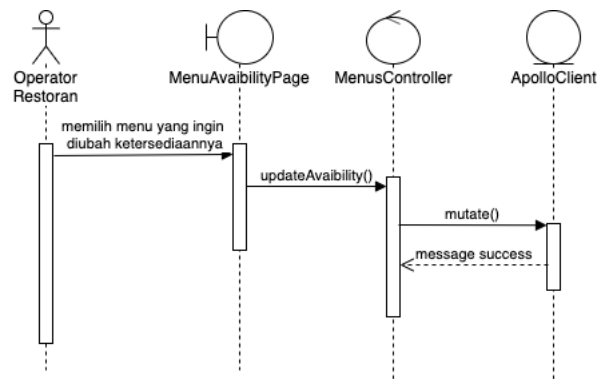 Operator
Restoran
MenuAvaibilityPage
MenusController
ApolloClient
memilih menu yang ingin
diubah ketersediaannya
updateAvaibility()
mutate()
message success